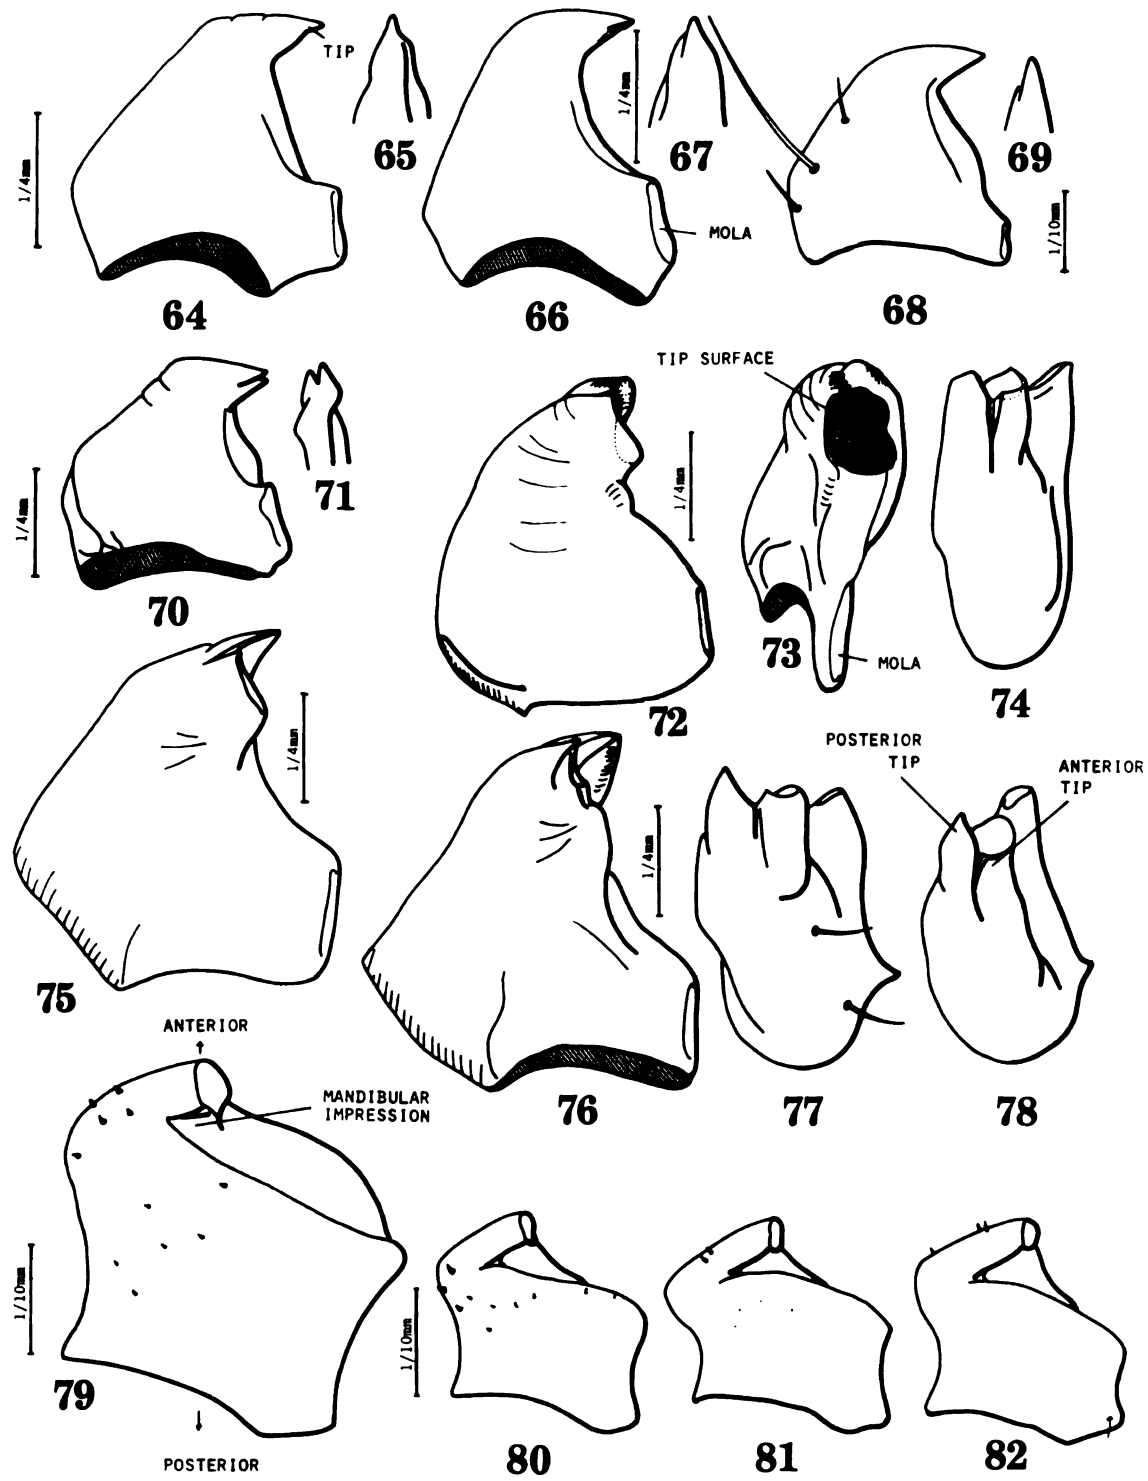 TIP
1/4mm
65
1/4mm
67
69
1/10mm
MOLA
64
66
68
TIP SURFACE
1/4mm
71
1/4mm
70
73
MOLA
72
74
POSTERIOR
TIP
ANTERIOR
TIP
1/4mm
1/4mm
75
ANTERIOR
MANDIBULAR
IMPRESSION
76
77
78
1/10mm
1/10mm
79
POSTERIOR
80
81
82